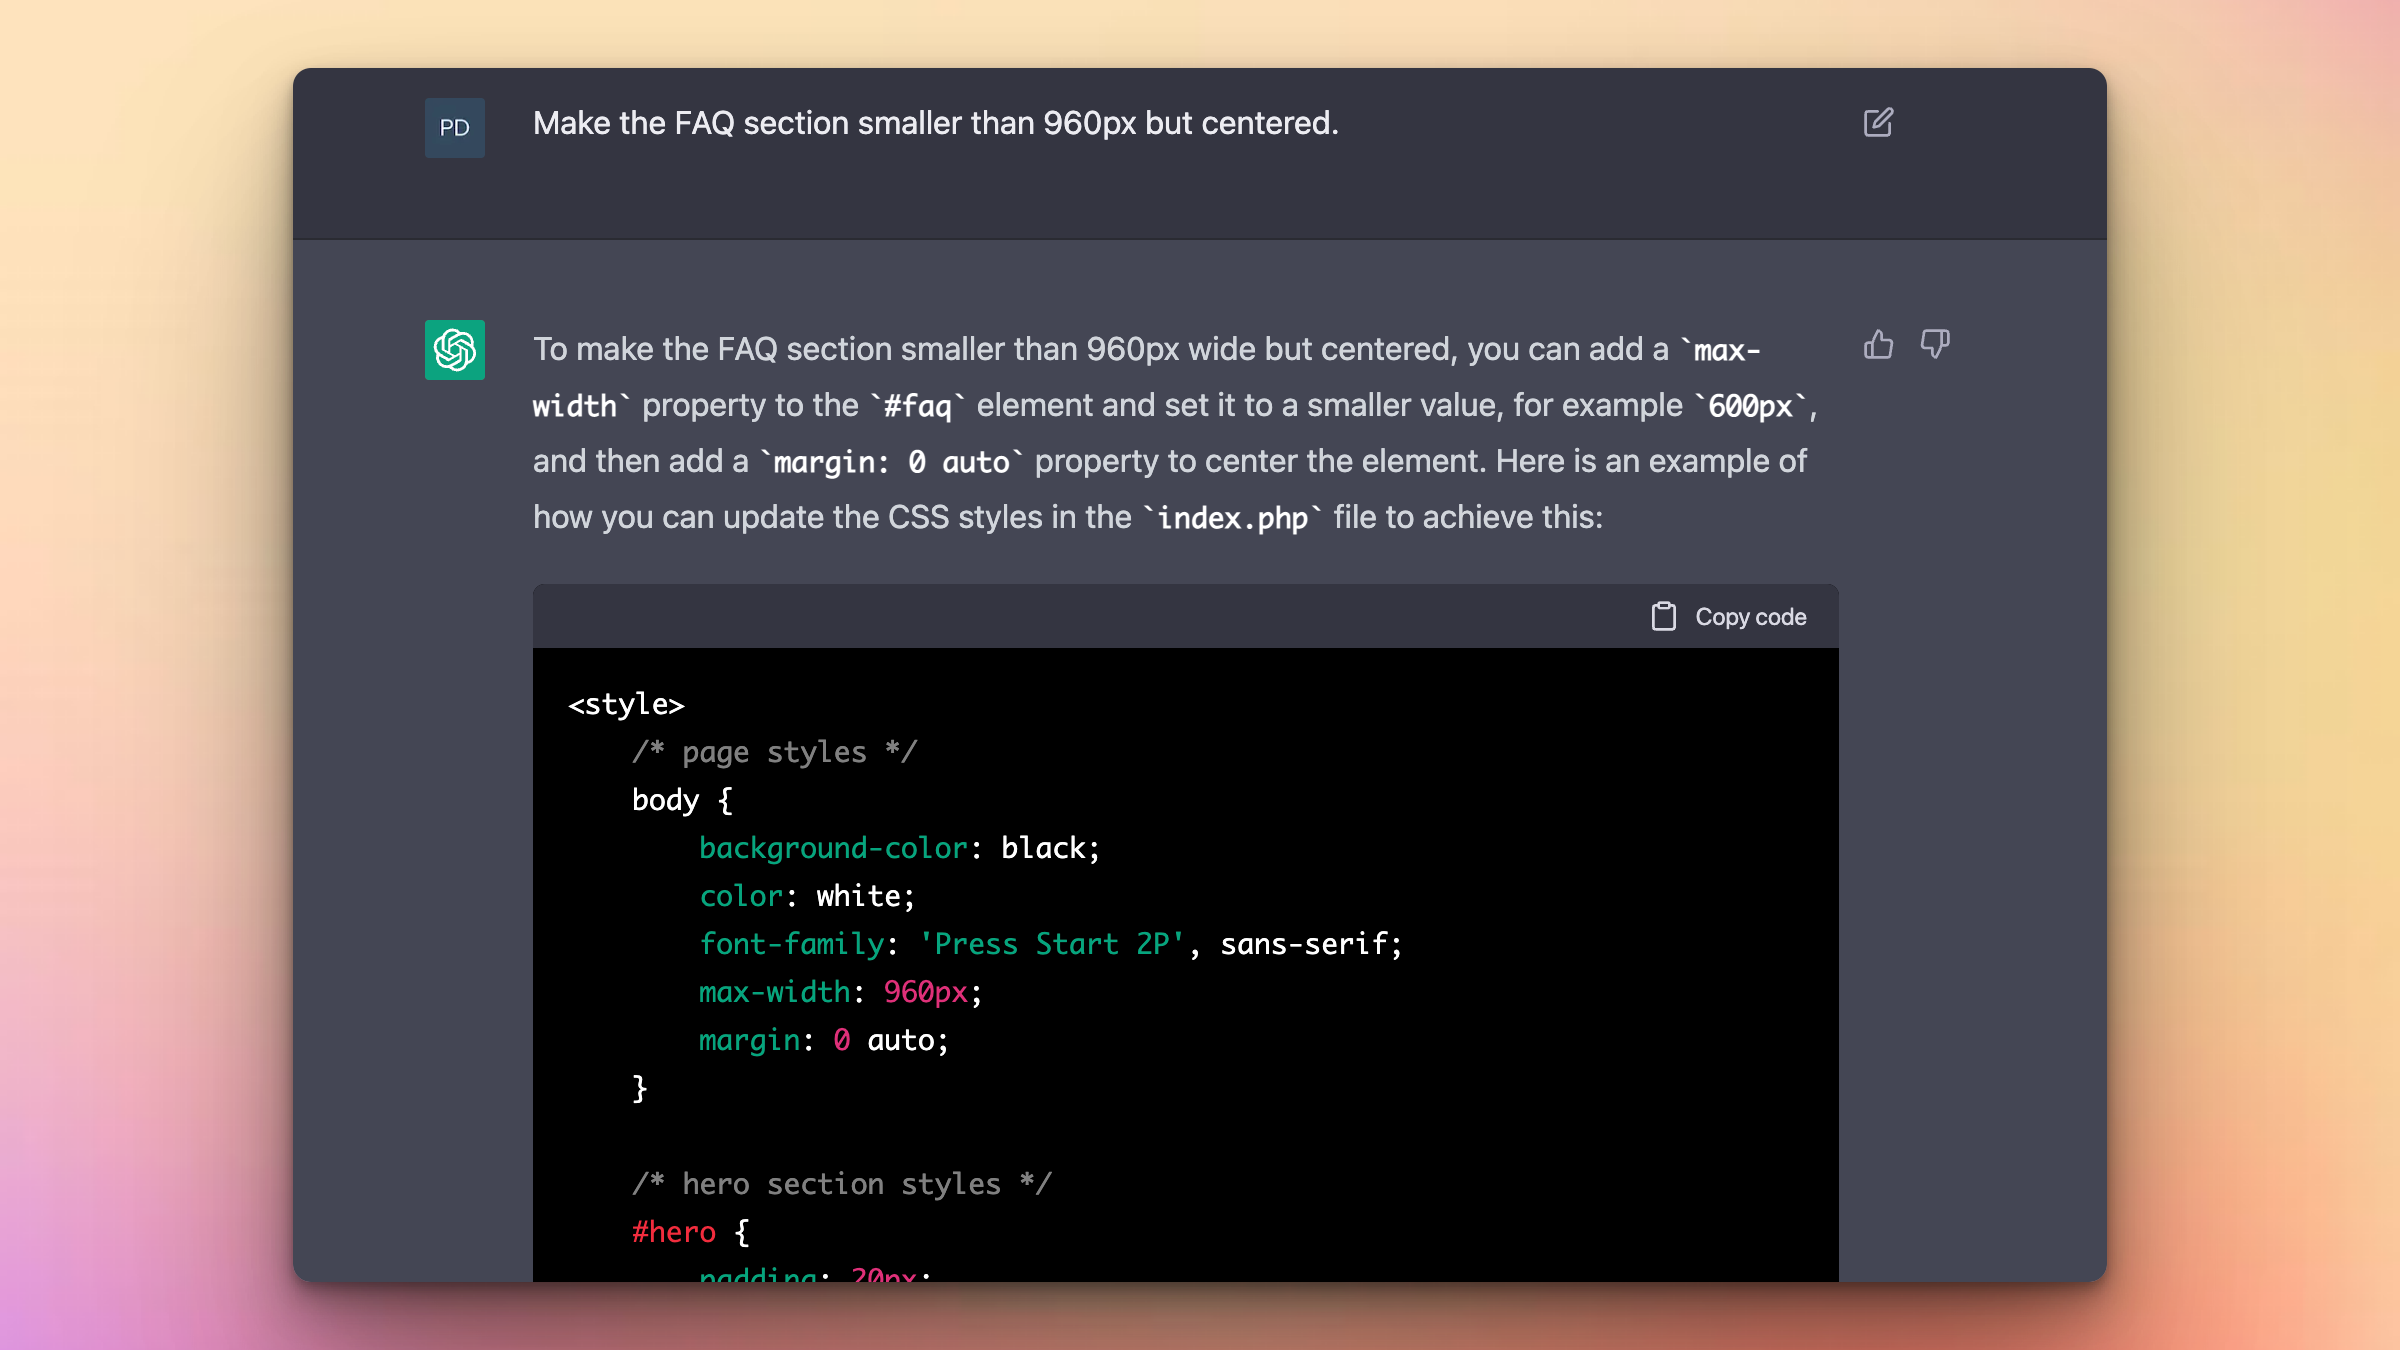 PD
Make the FAQ section smaller than 960px but centered.
To make the FAQ section smaller than 960px wide but centered, you can add a `max-
width` property to the `#faq` element and set it to a smaller value, for example `600px`,
and then add a `margin: 0 auto` property to center the element. Here is an example of
how you can update the CSS styles in the `index.php` file to achieve this:
Copy code
<style>
/* page styles */
body {
background-color: black;
color: white;
font-family: 'Press Start 2P', sans-serif;
max-width: 960px;
margin: 0 auto;
}
/* hero section styles */
#hero {
padding: 20px;